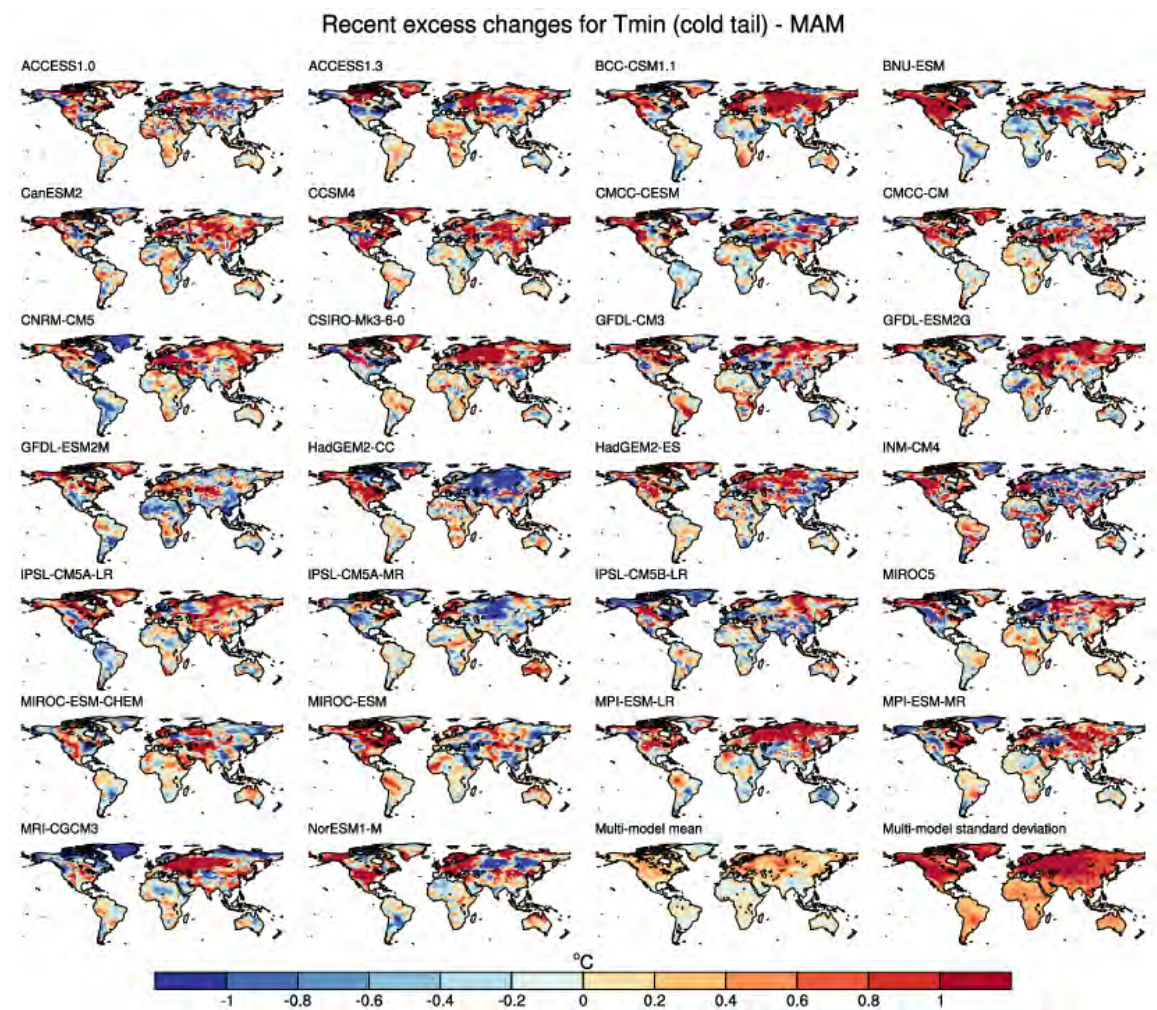 Recent excess changes for Tmin (cold tail) - MAM
ACCESS1.0 ACCESS1.3 BCC-CSM1.1 BNU-ESM
CanESM2 CCSM4 CMCC-CESM CMCC-CM
CNRM-CM5 CSIRO-Mk3-6-0 GFDL-CM3 GFDL-ESM2G
GFDL-ESM2M HadGEM2-CC HadGEM2-ES INM-CM4
IPSL-CM5A-LR IPSL-CM5A-MR IPSL-CM5B-LR MIROC5
MIROC-ESM-CHEM MIROC-ESM MPI-ESM-LR MPI-ESM-MR
MRI-CGCM3 NorESM1-M Multi-model mean Multi-model standard deviation
°C
-1 -0.8 -0.6 -0.4 -0.2 0 0.2 0.4 0.6 0.8 1